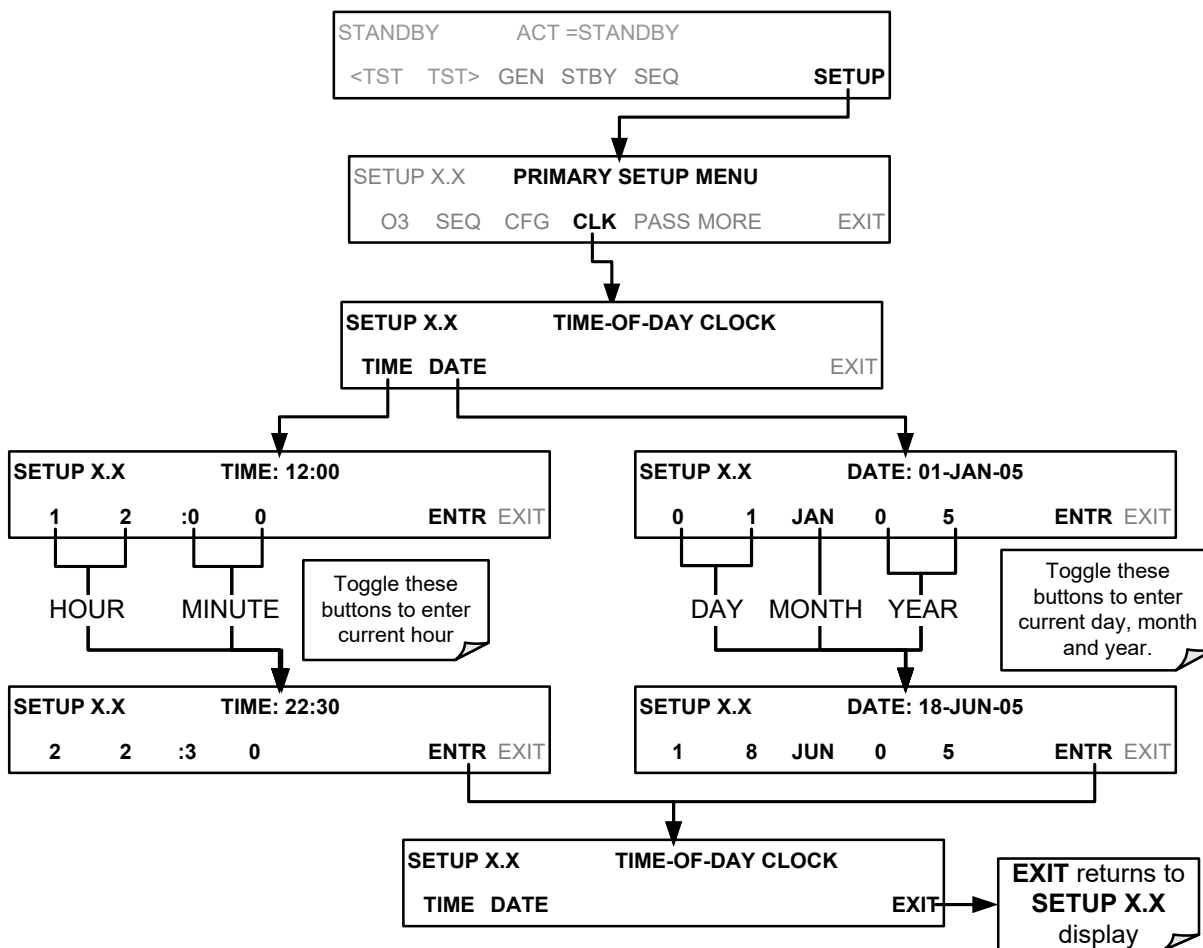 STANDBY ACT =STANDBY
<TST TST> GEN STBY SEQ SETUP
SETUP X.X PRIMARY SETUP MENU
O3 SEQ CFG CLK PASS MORE EXIT
SETUP X.X TIME-OF-DAY CLOCK
TIME DATE EXIT
SETUP X.X TIME: 12:00
1 2 :0 0 ENTR EXIT
HOUR MINUTE
Toggle these
buttons to enter
current hour
SETUP X.X TIME: 22:30
2 2 :3 0 ENTR EXIT
SETUP X.X DATE: 01-JAN-05
0 1 JAN 0 5 ENTR EXIT
DAY MONTH YEAR
Toggle these
buttons to enter
current day, month
and year.
SETUP X.X DATE: 18-JUN-05
1 8 JUN 0 5 ENTR EXIT
SETUP X.X TIME-OF-DAY CLOCK
TIME DATE EXIT
EXIT returns to
SETUP X.X
display